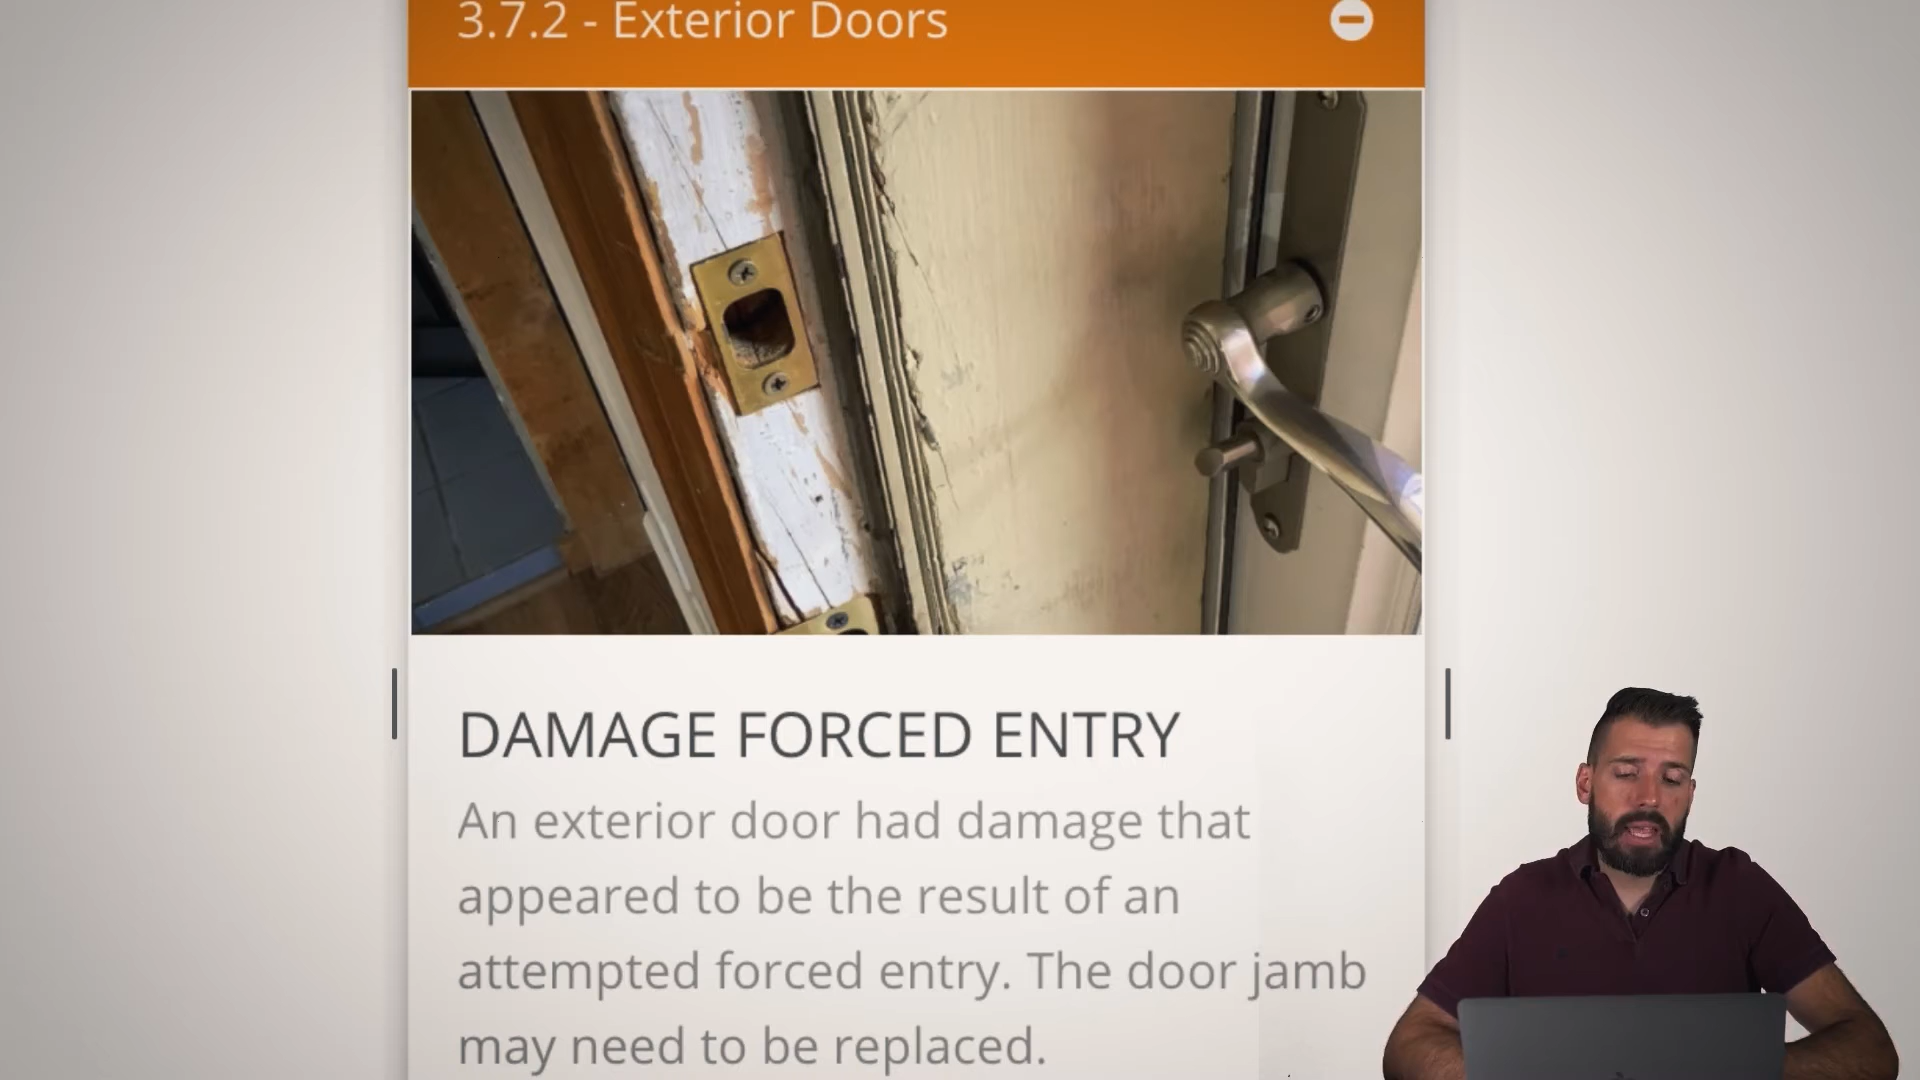 3.7.2 - Exterior Doors
DAMAGE FORCED ENTRY
An exterior door had damage that
appeared to be the result of an
attempted forced entry. The door jamb
may need to be replaced.